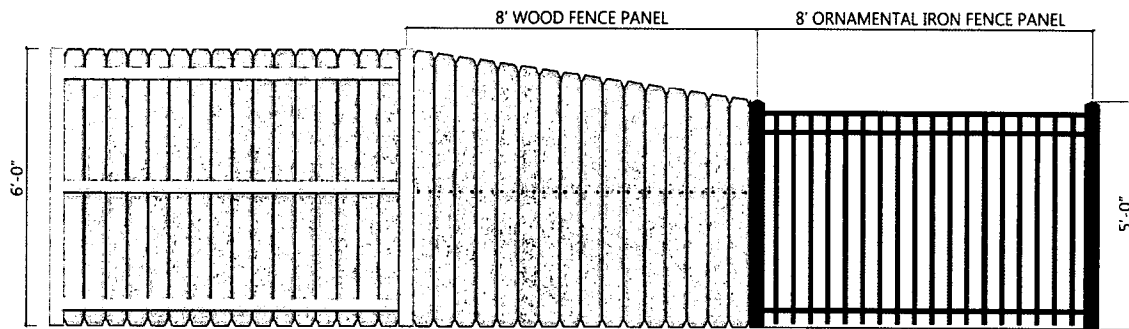 8' WOOD FENCE PANEL
8' ORNAMENTAL IRON FENCE PANEL
6'-0"
5'-0"